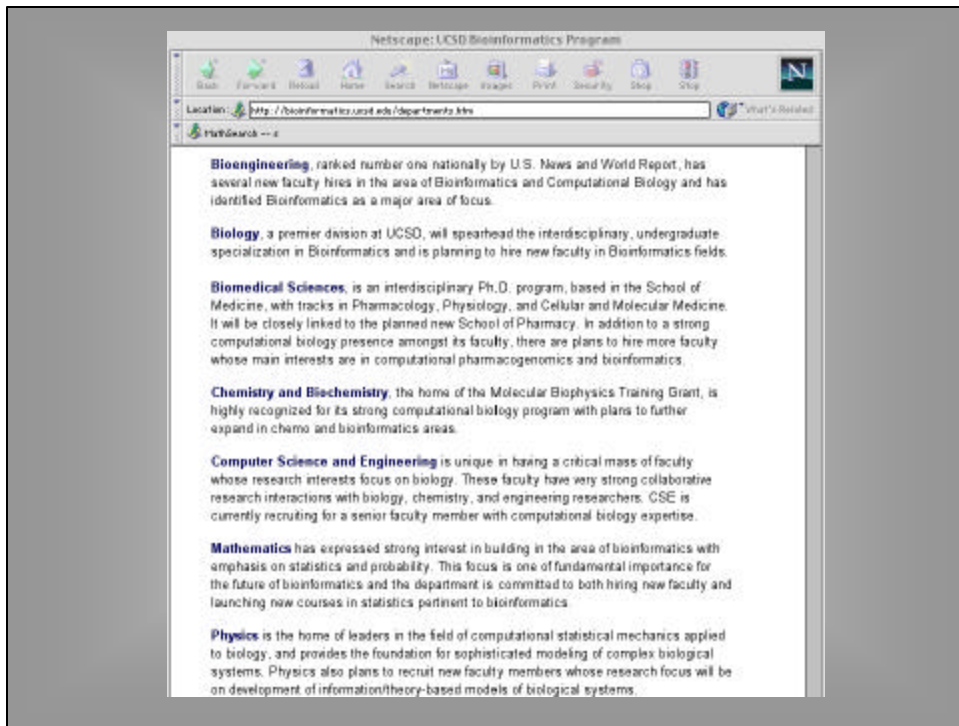 Netscape: UCSD Bioinformatics Program
Back Forward Reload Home Search Netscape Images Print Security Shop Stop
N
Location: http://bioinformatics.ucsd.edu/departments.htm What's Related
MathSearch --
Bioengineering, ranked number one nationally by U.S. News and World Report, has
several new faculty hires in the area of Bioinformatics and Computational Biology and has
identified Bioinformatics as a major area of focus.
Biology, a premier division at UCSD, will spearhead the interdisciplinary, undergraduate
specialization in Bioinformatics and is planning to hire new faculty in Bioinformatics fields.
Biomedical Sciences, is an interdisciplinary Ph.D. program, based in the School of
Medicine, with tracks in Pharmacology, Physiology, and Cellular and Molecular Medicine.
It will be closely linked to the planned new School of Pharmacy. In addition to a strong
computational biology presence amongst its faculty, there are plans to hire more faculty
whose main interests are in computational pharmacogenomics and bioinformatics.
Chemistry and Biochemistry, the home of the Molecular Biophysics Training Grant, is
highly recognized for its strong computational biology program with plans to further
expand in chemo and bioinformatics areas.
Computer Science and Engineering is unique in having a critical mass of faculty
whose research interests focus on biology. These faculty have very strong collaborative
research interactions with biology, chemistry, and engineering researchers. CSE is
currently recruiting for a senior faculty member with computational biology expertise.
Mathematics has expressed strong interest in building in the area of bioinformatics with
emphasis on statistics and probability. This focus is one of fundamental importance for
the future of bioinformatics and the department is committed to both hiring new faculty and
launching new courses in statistics pertinent to bioinformatics.
Physics is the home of leaders in the field of computational statistical mechanics applied
to biology, and provides the foundation for sophisticated modeling of complex biological
systems. Physics also plans to recruit new faculty members whose research focus will be
on development of information/theory-based models of biological systems.